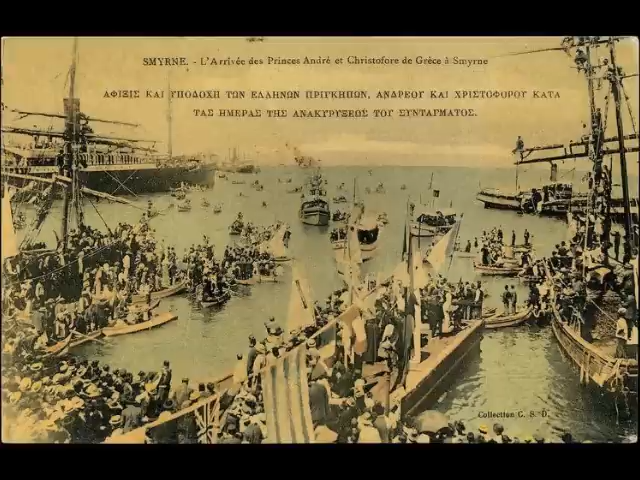 SMYRNE. - L'Arrivée des Princes André et Christofore de Grèce à Smyrne
ΑΦΙΞΙΣ ΚΑΙ ΥΠΟΔΟΧΗ ΤΩΝ ΕΛΛΗΝΩΝ ΠΡΙΓΚΗΠΩΝ, ΑΝΔΡΕΟΥ ΚΑΙ ΧΡΙΣΤΟΦΟΡΟΥ ΚΑΤΑ
ΤΑΣ ΗΜΕΡΑΣ ΤΗΣ ΑΝΑΚΥΡΥΞΕΩΣ ΤΟΥ ΣΥΝΤΑΓΜΑΤΟΣ.
Collection G. S. D.